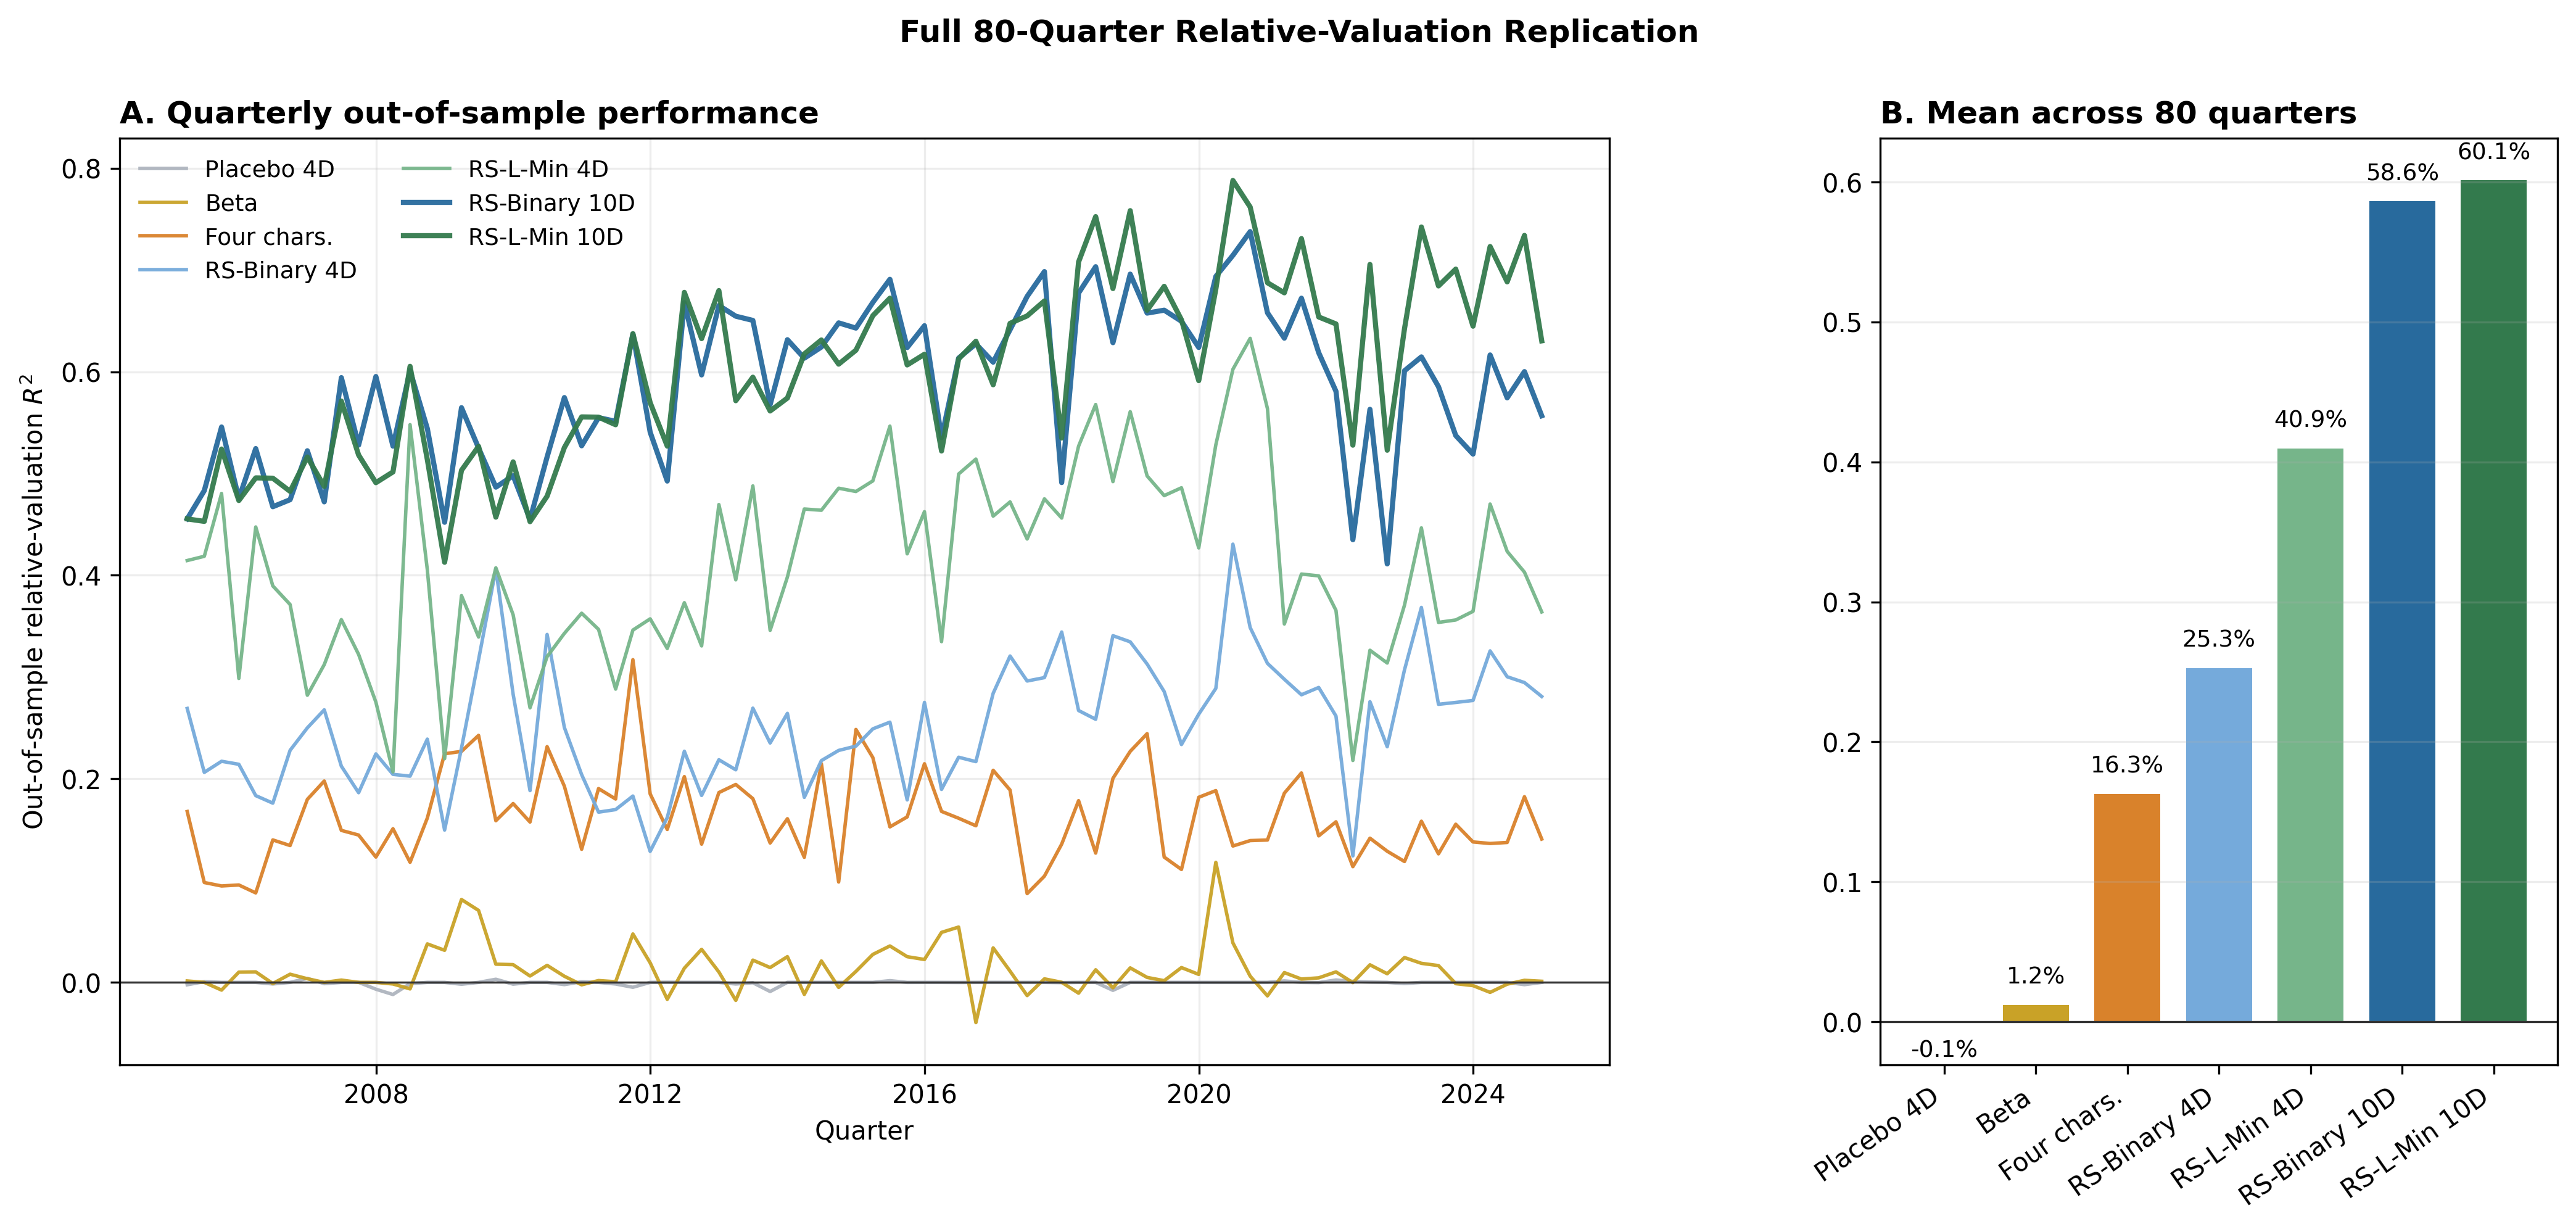 Full 80-Quarter Relative-Valuation Replication
A. Quarterly out-of-sample performance
Placebo 4D
Beta
Four chars.
RS-Binary 4D
RS-L-Min 4D
RS-Binary 10D
RS-L-Min 10D
Out-of-sample relative-valuation R²
0.8
0.6
0.4
0.2
0.0
2008
2012
2016
2020
2024
Quarter
B. Mean across 80 quarters
0.6
0.5
0.4
0.3
0.2
0.1
0.0
-0.1%
1.2%
16.3%
25.3%
40.9%
58.6%
60.1%
Placebo 4D
Beta
Four chars.
RS-Binary 4D
RS-L-Min 4D
RS-Binary 10D
RS-L-Min 10D